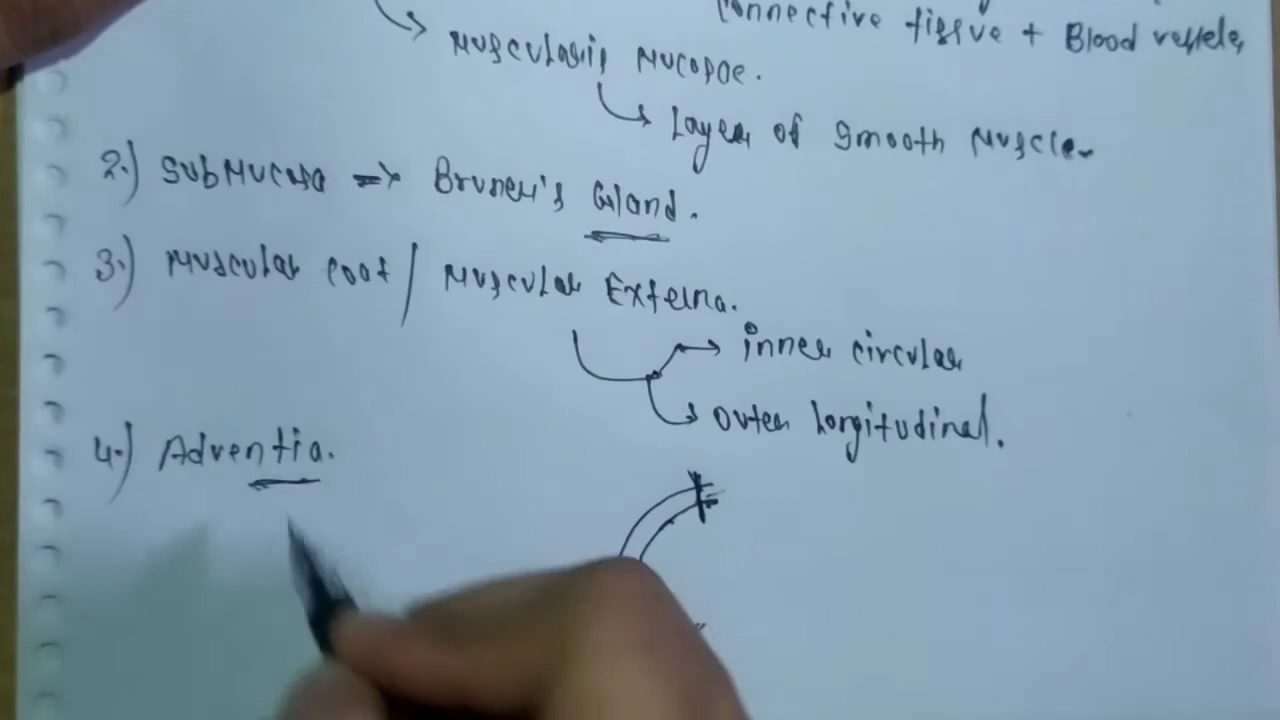 Connective tissue + Blood vessels,
Muscularis Mucosae.
Layer of Smooth Muscle.
2.) SubMucosa => Bruner's Gland.
3.) Muscular coat / Muscular Externa.
inner circular
outer longitudinal.
4.) Adventia.